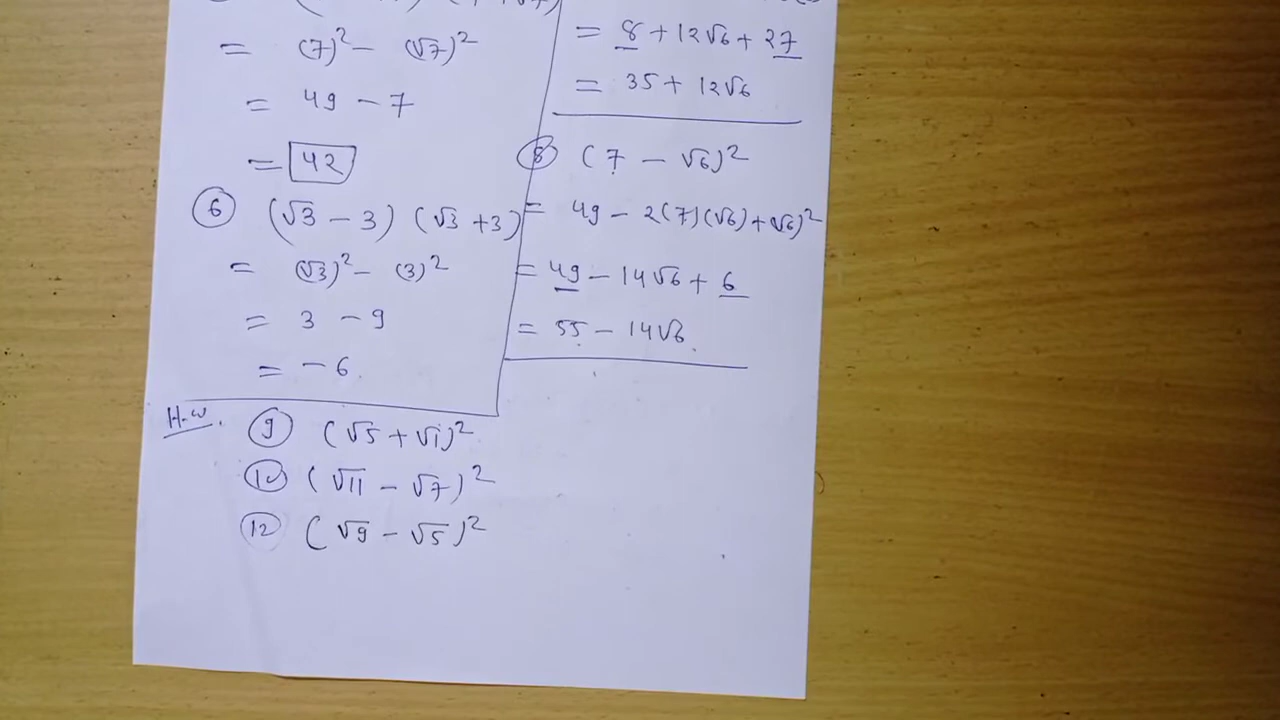 = (7)² - (√7)²
= 49 - 7
= 42
6 (√3 - 3) (√3 + 3)
= (√3)² - (3)²
= 3 - 9
= - 6
= 8 + 12√6 + 27
= 35 + 12√6
8 (7 - √6)²
= 49 - 2(7)(√6) + (√6)²
= 49 - 14√6 + 6
= 55 - 14√6
H.W.
9 (√5 + √1)²
10 (√11 - √7)²
12 (√9 - √5)²